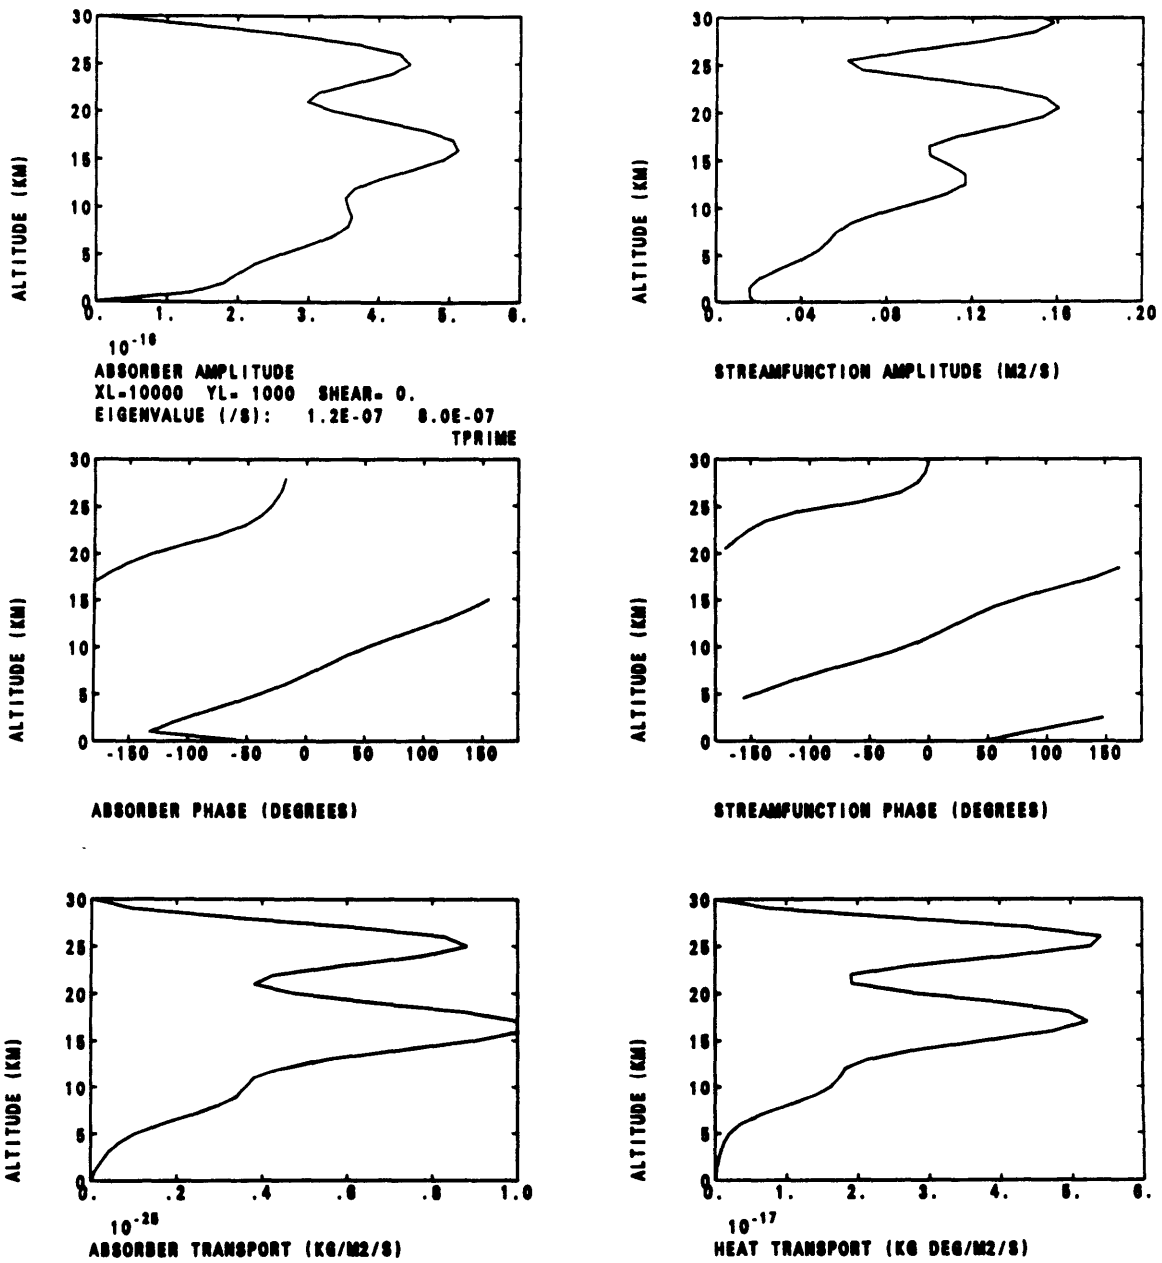 30
25
20
15
10
5
0
ALTITUDE (KM)
0. 1. 2. 3. 4. 5. 6.
10-16
ABSORBER AMPLITUDE
XL=10000 YL= 1000 SHEAR= 0.
EIGENVALUE (/S): 1.2E-07 8.0E-07
TPRIME
30
25
20
15
10
5
0
ALTITUDE (KM)
0. .04 .08 .12 .16 .20
STREAMFUNCTION AMPLITUDE (M2/S)
30
25
20
15
10
5
0
ALTITUDE (KM)
-150 -100 -50 0 50 100 150
ABSORBER PHASE (DEGREES)
30
25
20
15
10
5
0
ALTITUDE (KM)
-150 -100 -50 0 50 100 150
STREAMFUNCTION PHASE (DEGREES)
30
25
20
15
10
5
0
ALTITUDE (KM)
0. .2 .4 .6 .8 1.0
ABSORBER TRANSPORT (KG/M2/S)
30
25
20
15
10
5
0
ALTITUDE (KM)
0. 1. 2. 3. 4. 5. 6.
10-17
HEAT TRANSPORT (KG DEG/M2/S)